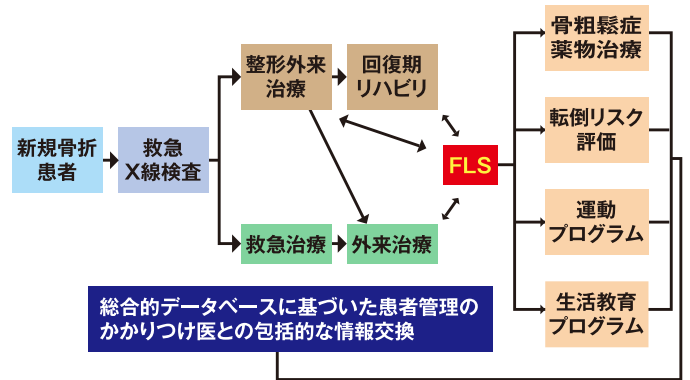 新規骨折
患者
救急
X線検査
整形外来
治療
回復期
リハビリ
救急治療
外来治療
FLS
骨粗鬆症
薬物治療
転倒リスク
評価
運動
プログラム
生活教育
プログラム
総合的データベースに基づいた患者管理の
かかりつけ医との包括的な情報交換